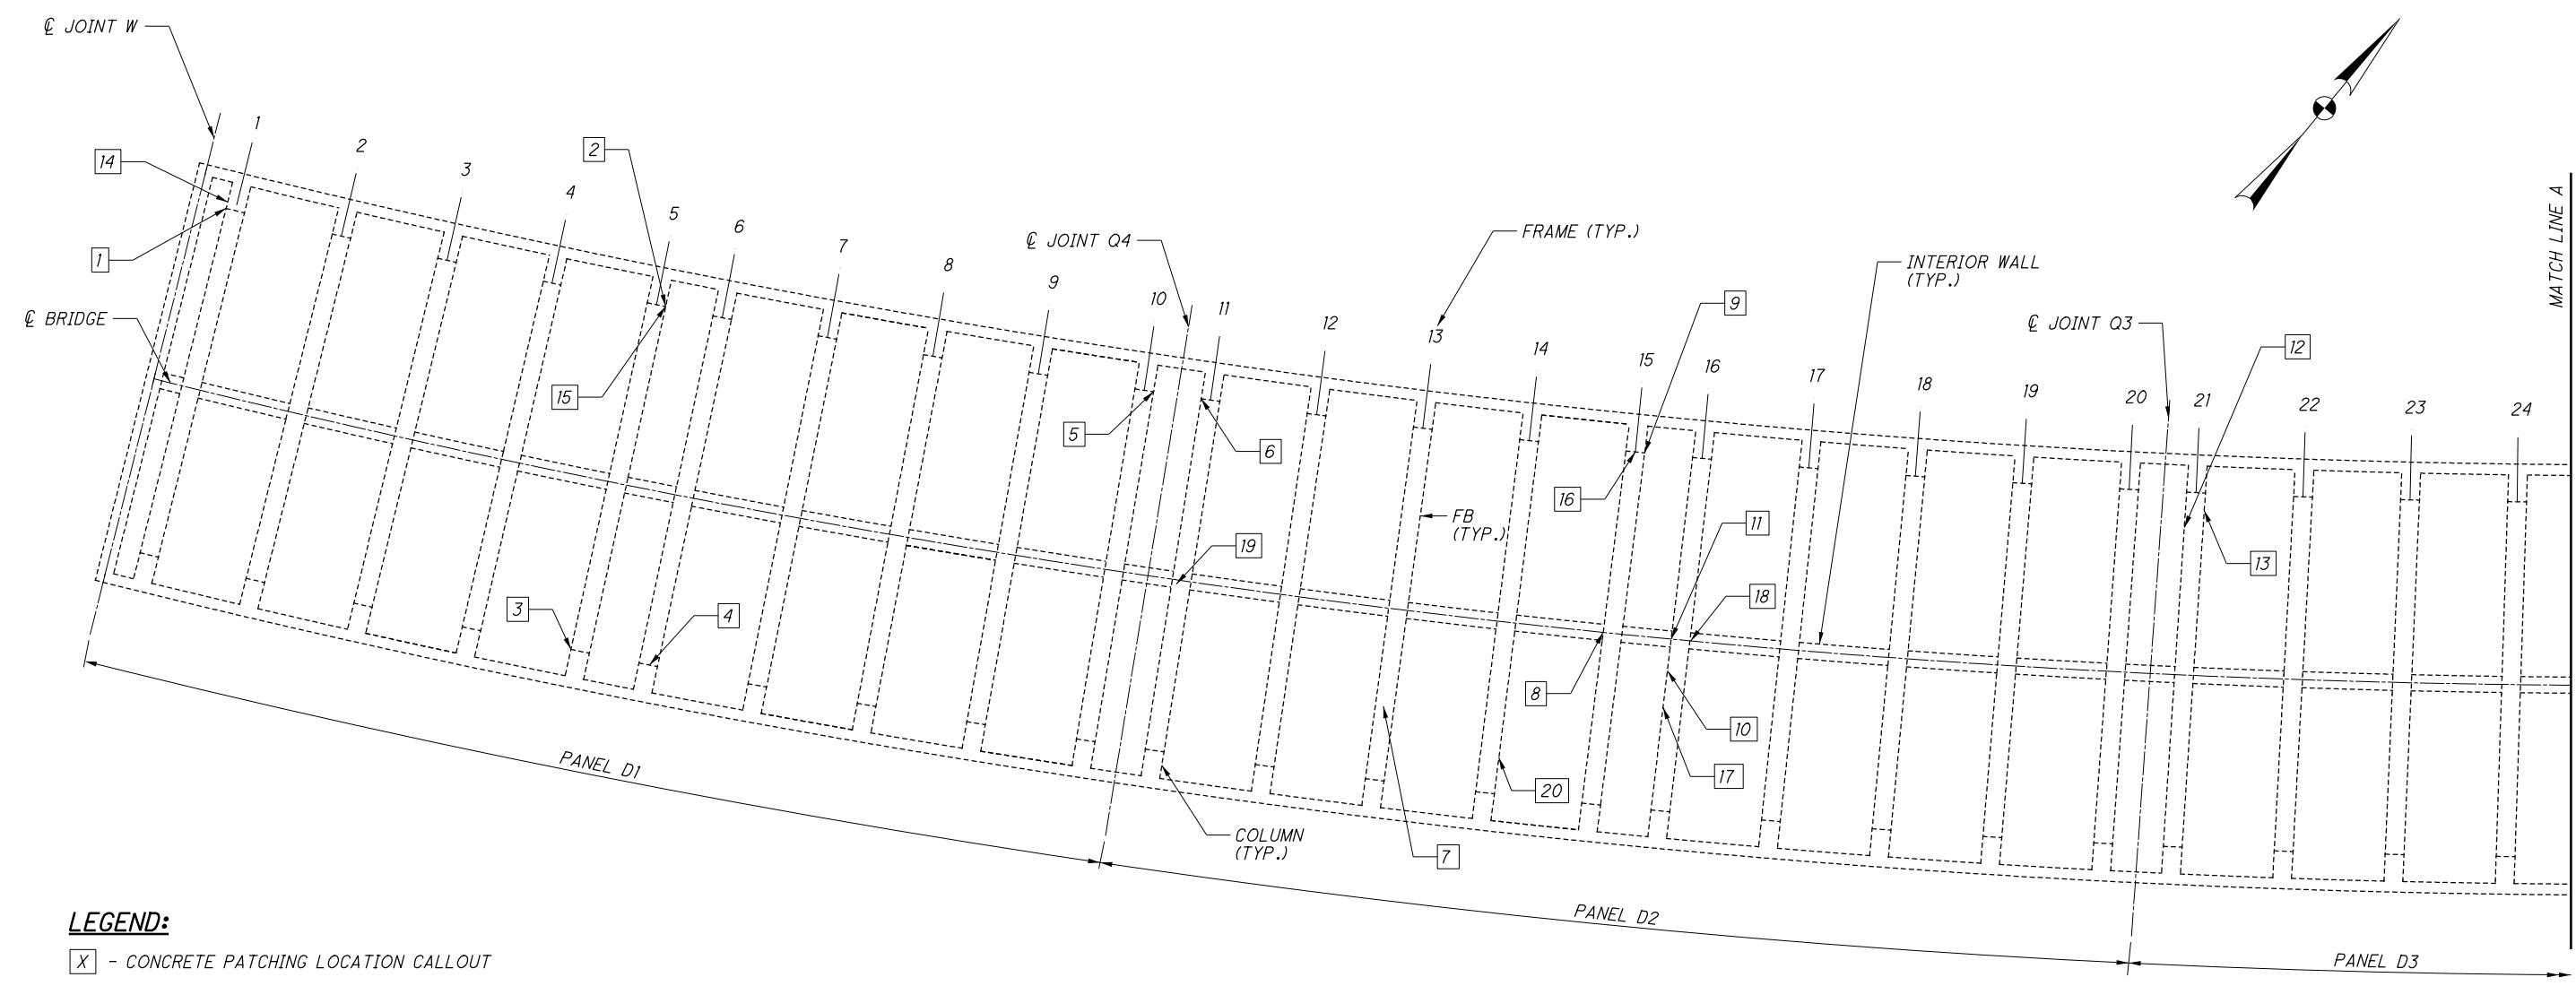 ℄ JOINT W
1
2
3
4
5
6
7
8
9
10
11
12
13
14
15
16
17
18
19
20
21
22
23
24
14
1
2
15
℄ BRIDGE
3
4
℄ JOINT Q4
5
6
19
FRAME (TYP.)
FB
(TYP.)
16
9
INTERIOR WALL
(TYP.)
11
18
8
10
17
20
7
℄ JOINT Q3
12
13
MATCH LINE A
COLUMN
(TYP.)
PANEL D1
PANEL D2
PANEL D3
LEGEND:
X - CONCRETE PATCHING LOCATION CALLOUT